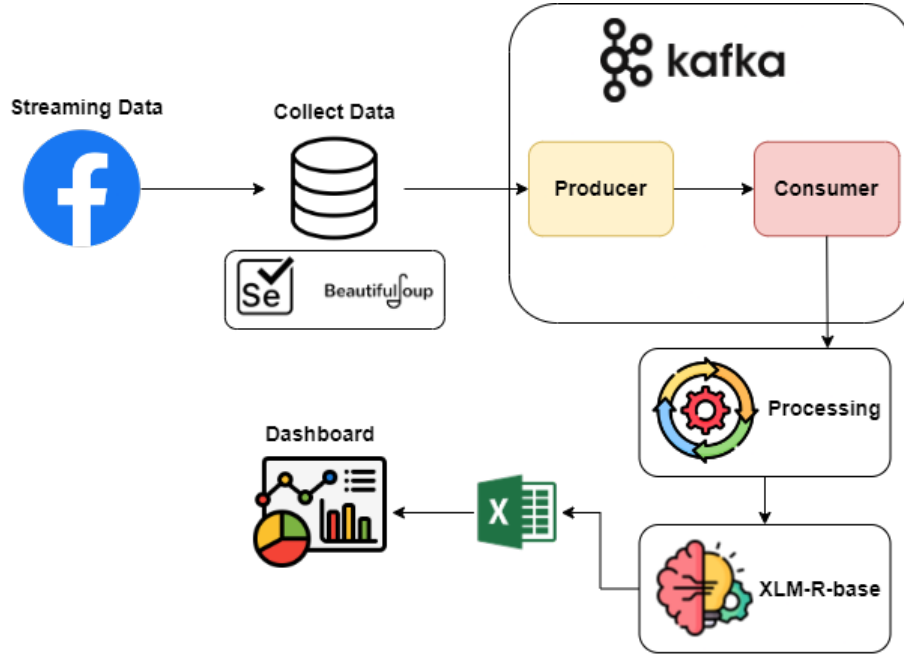 kafka
Streaming Data
Collect Data
f
Producer
Consumer
Se
BeautifulSoup
Processing
Dashboard
X
XLM-R-base